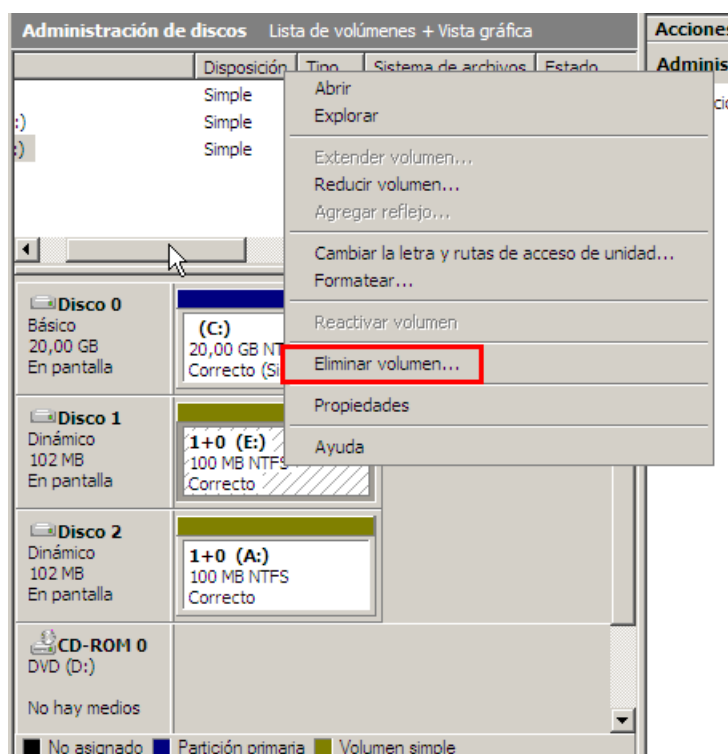 Administración de discos Lista de volúmenes + Vista gráfica
Acciones
Disposición Tipo Sistema de archivos Estado
Adminis
Simple
:) Simple
:) Simple
Abrir
Explorar
Extender volumen...
Reducir volumen...
Agregar reflejo...
Cambiar la letra y rutas de acceso de unidad...
Formatear...
Reactivar volumen
Eliminar volumen...
Propiedades
Ayuda
Disco 0
Básico
20,00 GB
En pantalla
(C:)
20,00 GB NT
Correcto (Si
Disco 1
Dinámico
102 MB
En pantalla
1+0 (E:)
100 MB NTFS
Correcto
Disco 2
Dinámico
102 MB
En pantalla
1+0 (A:)
100 MB NTFS
Correcto
CD-ROM 0
DVD (D:)
No hay medios
No asignado Partición primaria Volumen simple